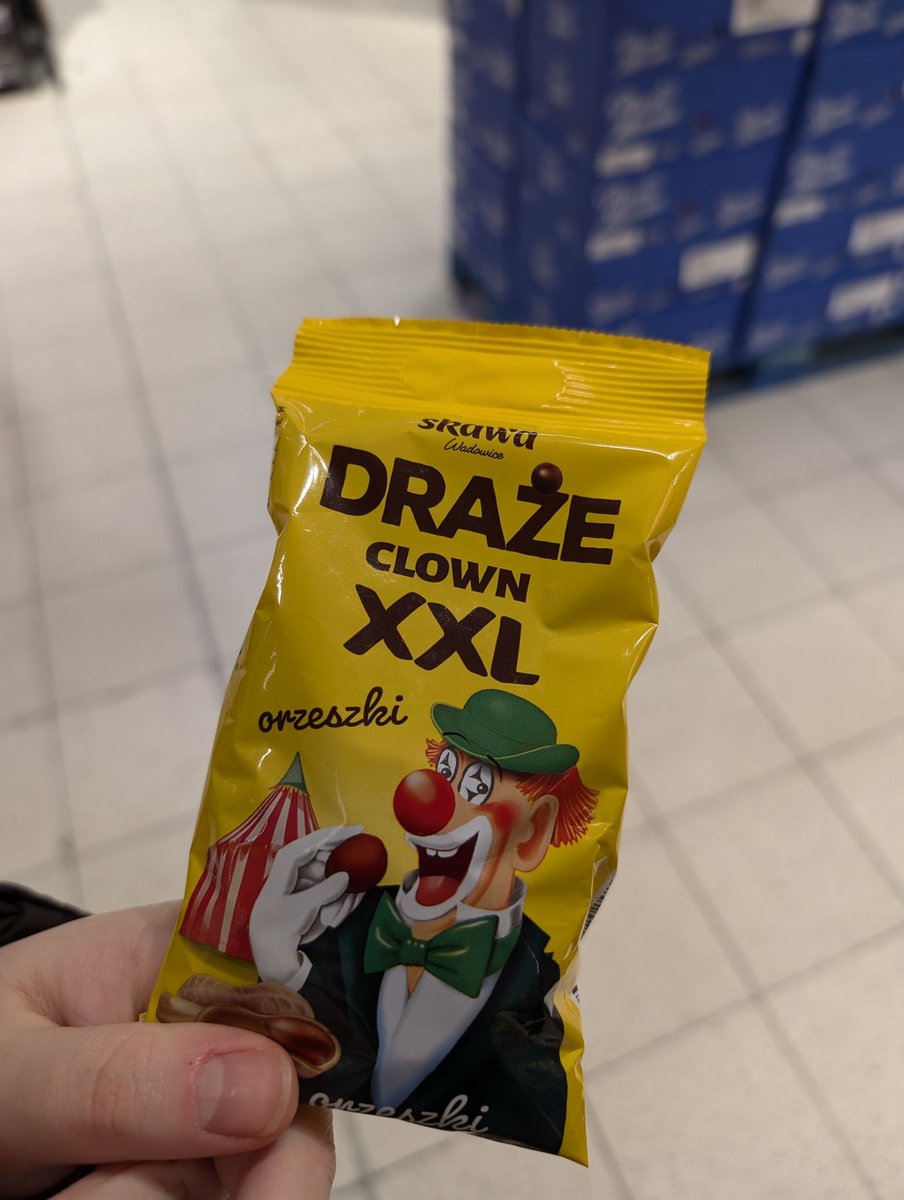 skawa
Wadowice
DRAŻE
CLOWN
XXL
orzeszki
orzeszki